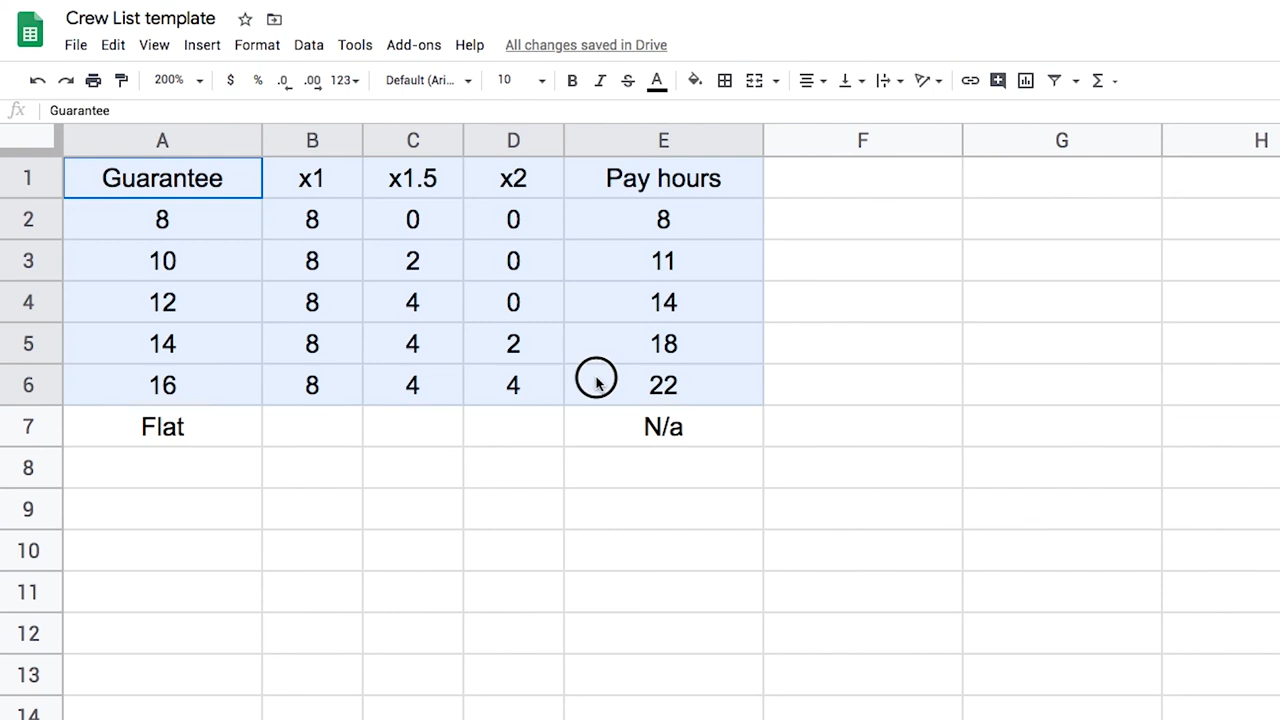 Crew List template
File Edit View Insert Format Data Tools Add-ons Help All changes saved in Drive
200% $ % .0 .00 123 Default (Ari... 10 B I S A Σ
fx Guarantee
A B C D E F G H
1 Guarantee x1 x1.5 x2 Pay hours
2 8 8 0 0 8
3 10 8 2 0 11
4 12 8 4 0 14
5 14 8 4 2 18
6 16 8 4 4 22
7 Flat N/a
8
9
10
11
12
13
14